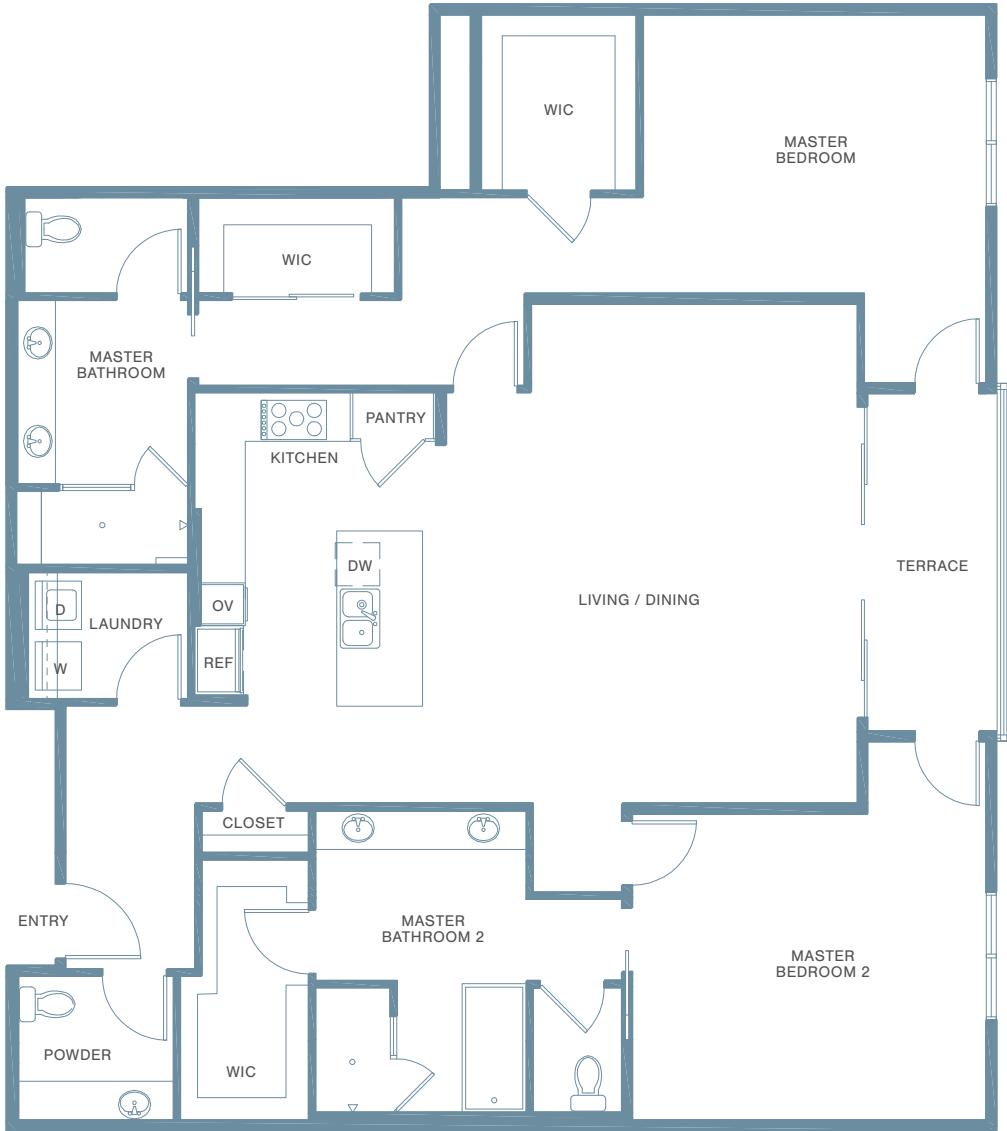 WIC
MASTER
BEDROOM
WIC
MASTER
BATHROOM
PANTRY
KITCHEN
DW
TERRACE
OV
LIVING / DINING
D
LAUNDRY
REF
W
CLOSET
ENTRY
MASTER
BATHROOM 2
MASTER
BEDROOM 2
POWDER
WIC